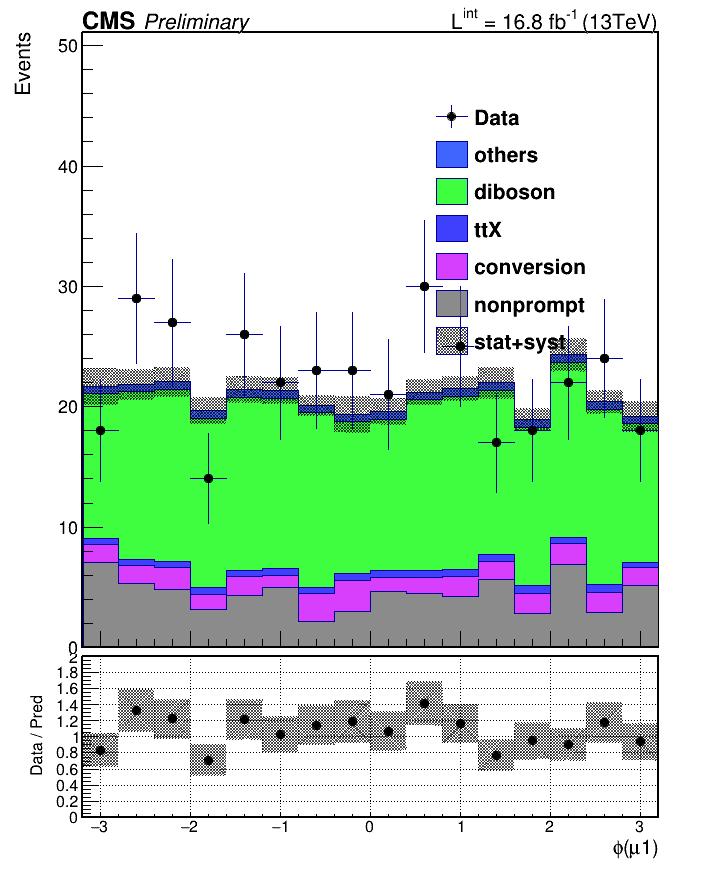 CMS Preliminary L^int = 16.8 fb^-1 (13TeV)
Events
50
40
30
20
10
0
Data
others
diboson
ttX
conversion
nonprompt
stat+syst
Data / Pred
2
1.8
1.6
1.4
1.2
1
0.8
0.6
0.4
0.2
0
−3 −2 −1 0 1 2 3
ϕ(μ1)